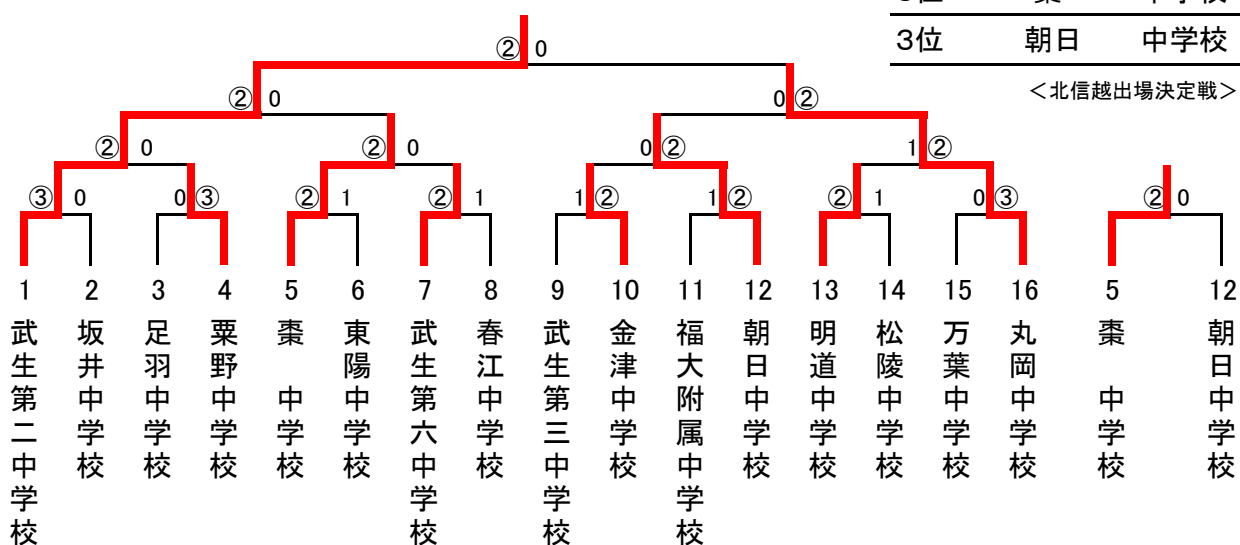 3位 朝日 中学校
<北信越出場決定戦>
② 0
② 0 0 ②
② 0 ② 0 0 ② 1 ②
③ 0 0 ③ ② 1 ② 1 1 ② 1 ② ② 1 0 ③ ② 0
1 2 3 4 5 6 7 8 9 10 11 12 13 14 15 16 5 12
武生第二中学校
坂井中学校
足羽中学校
粟野中学校
棗 中学校
東陽中学校
武生第六中学校
春江中学校
武生第三中学校
金津中学校
福大附属中学校
朝日中学校
明道中学校
松陵中学校
万葉中学校
丸岡中学校
棗 中学校
朝日中学校